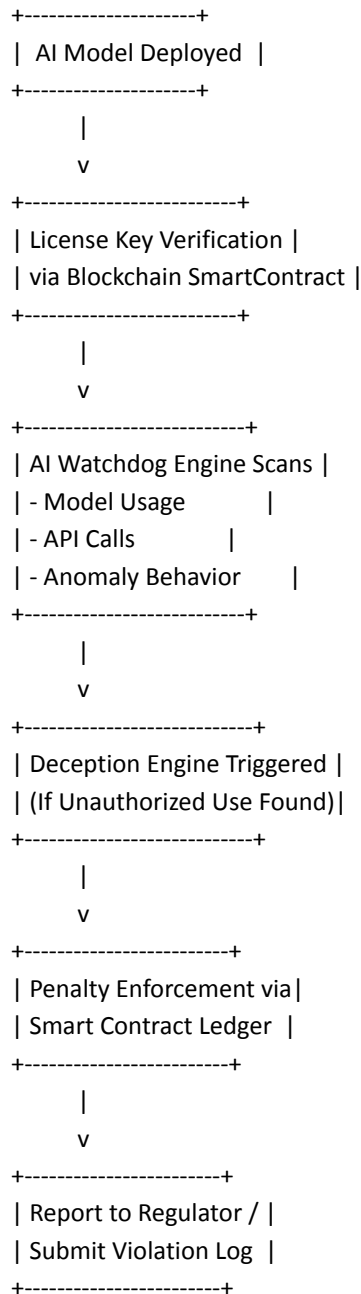 +---------------------+
|  AI Model Deployed  |
+---------------------+
|
v
+--------------------------+
| License Key Verification |
| via Blockchain SmartContract |
+--------------------------+
|
v
+---------------------------+
| AI Watchdog Engine Scans |
| - Model Usage |
| - API Calls |
| - Anomaly Behavior |
+---------------------------+
|
v
+----------------------------+
| Deception Engine Triggered |
| (If Unauthorized Use Found)|
+----------------------------+
|
v
+-------------------------+
| Penalty Enforcement via|
| Smart Contract Ledger |
+-------------------------+
|
v
+------------------------+
| Report to Regulator / |
| Submit Violation Log |
+------------------------+